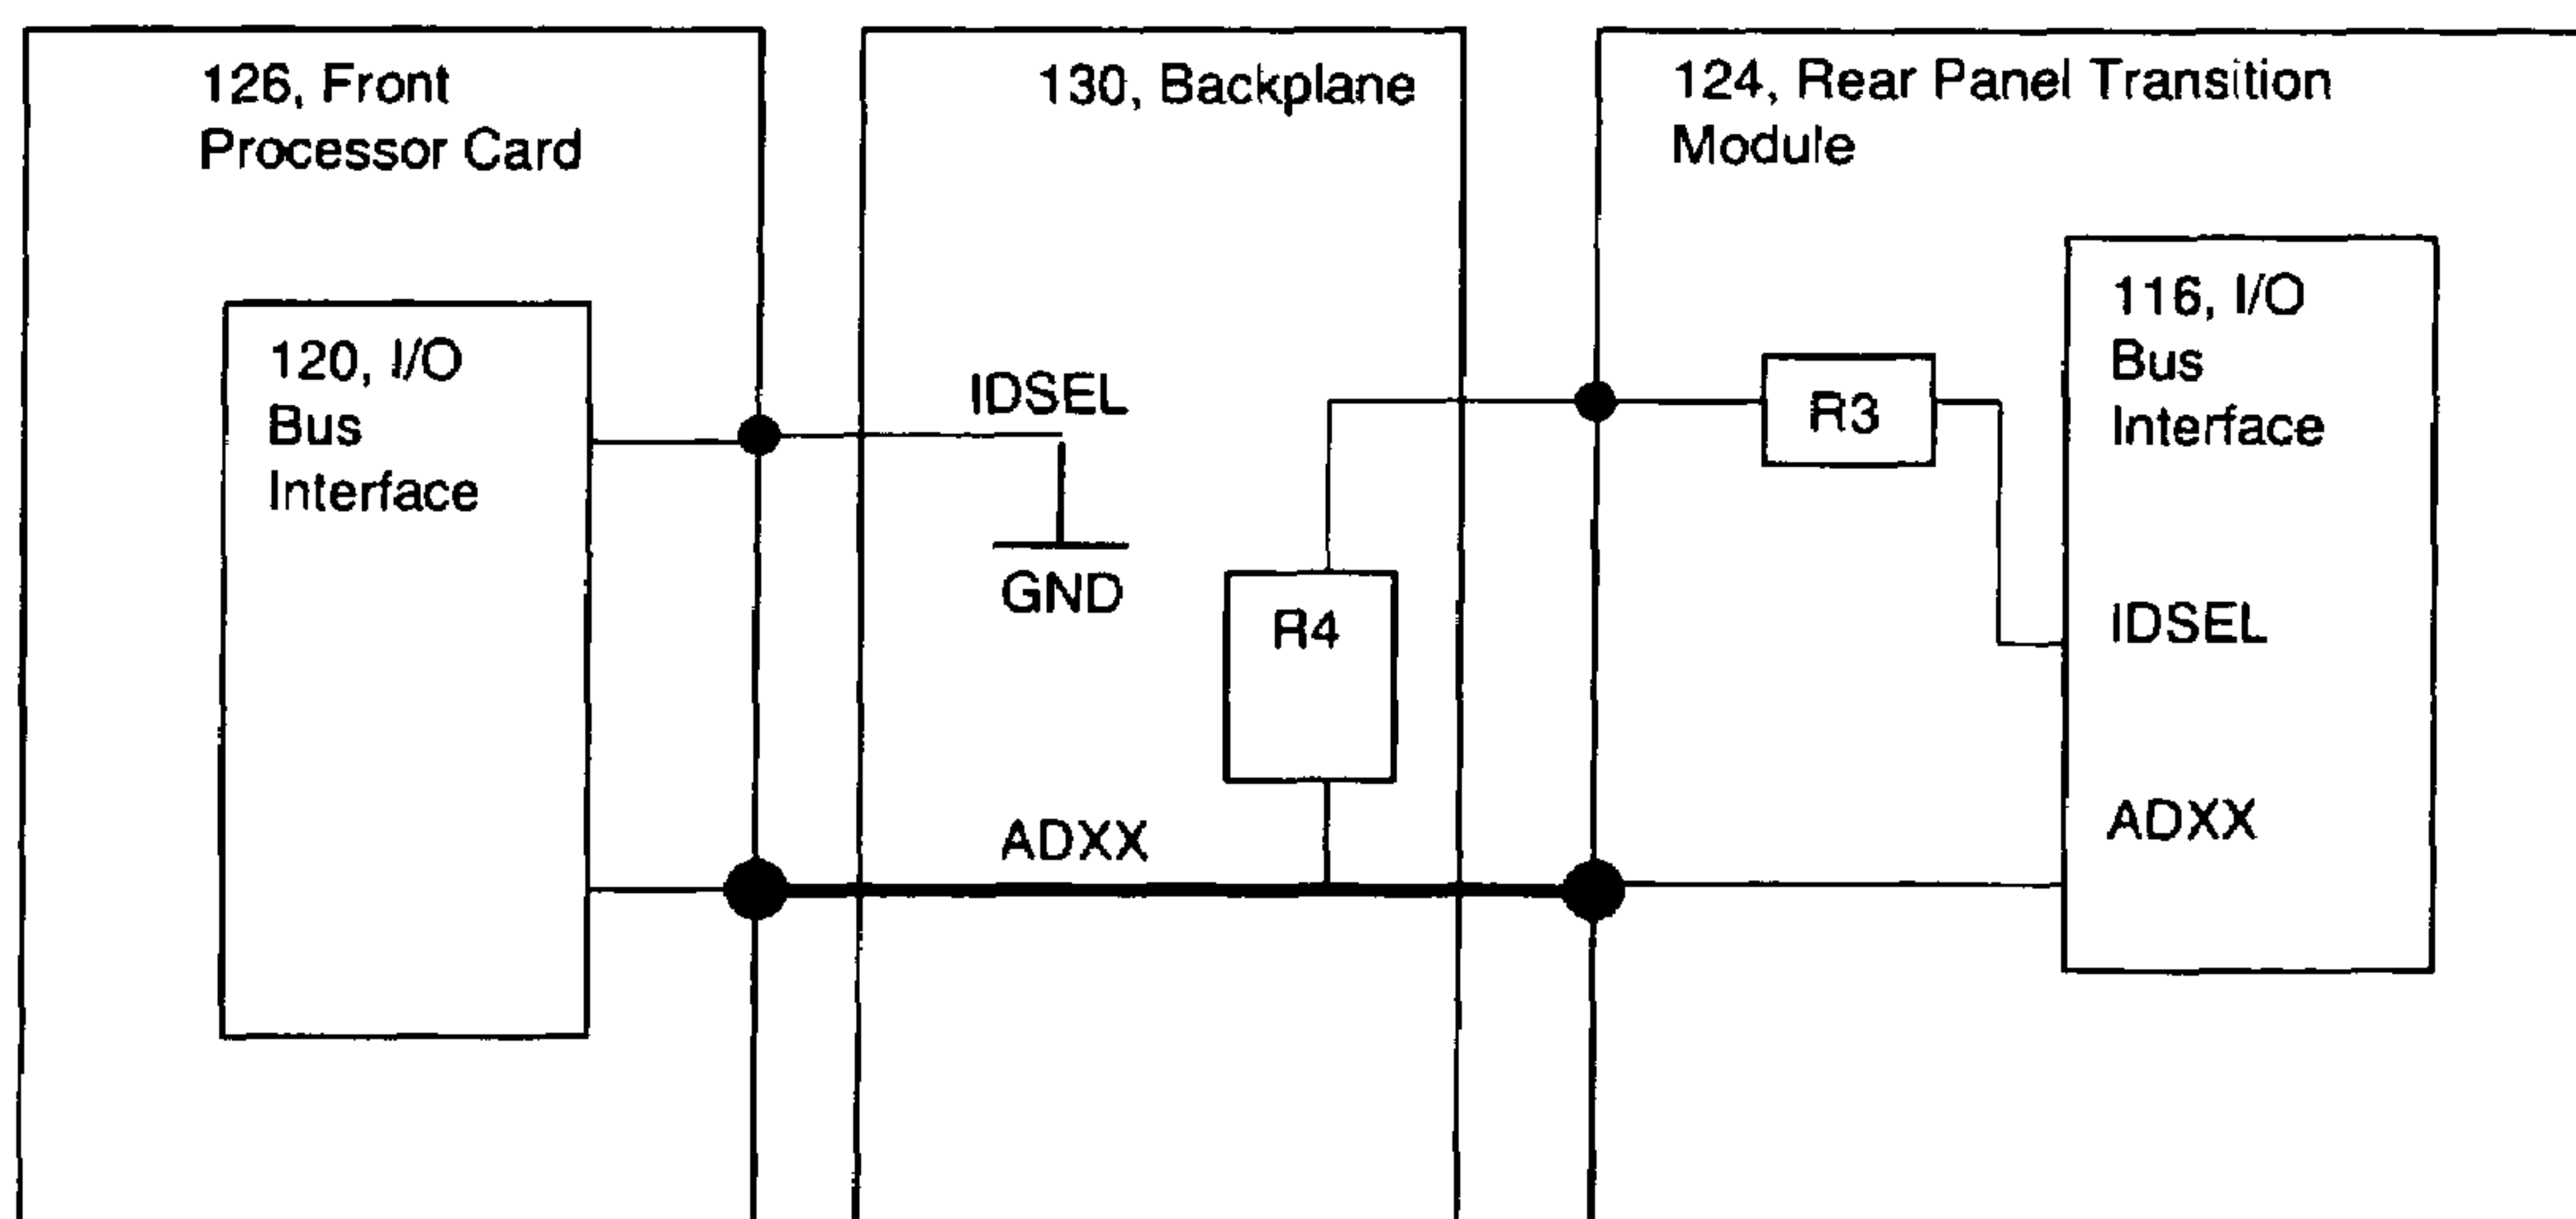 126, Front
Processor Card
130, Backplane
124, Rear Panel Transition
Module
120, I/O
Bus
Interface
IDSEL
GND
R4
ADXX
R3
116, I/O
Bus
Interface
IDSEL
ADXX